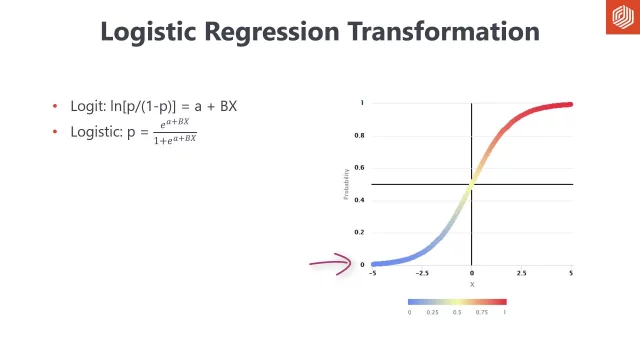 Logistic Regression Transformation
• Logit: ln[p/(1-p)] = a + BX
• Logistic: p = e^{a+BX} / 1+e^{a+BX}
1
0.8
0.6
0.4
0.2
0
Probability
-5 -2.5 0 2.5 5
X
0 0.25 0.5 0.75 1